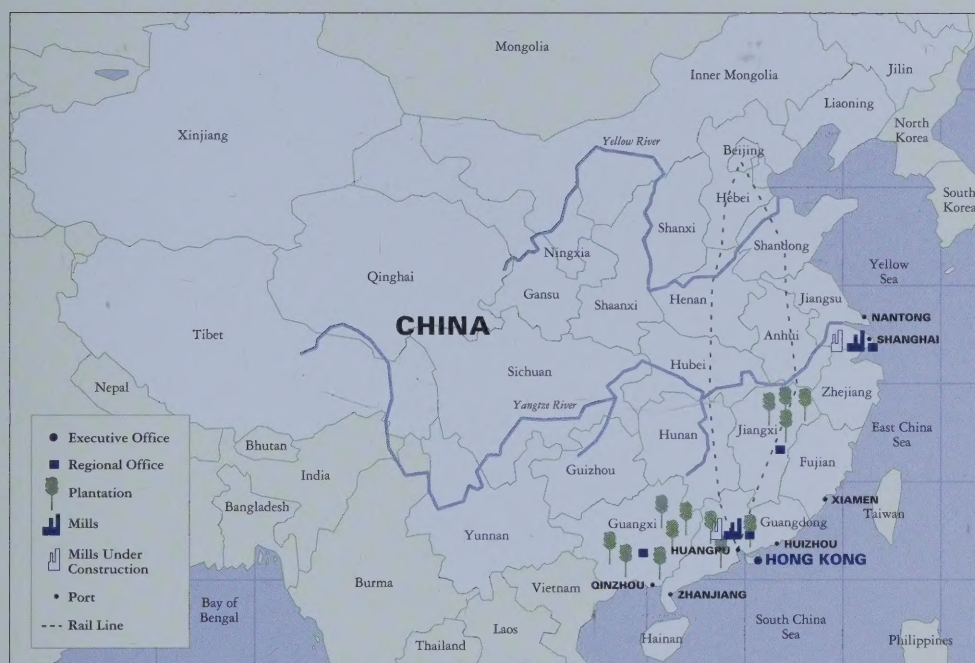 Mongolia
Jilin
Inner Mongolia
Liaoning
North
Korea
Xinjiang
Yellow River
Beijing
Hebei
South
Korea
Shanxi
Shandong
Ningxia
Yellow
Sea
Qinghai
Gansu
Shaanxi
Henan
Jiangsu
CHINA
NANTONG
Tibet
Anhui
SHANGHAI
Hubei
Sichuan
Nepal
Zhejiang
Yangtze River
East China
Sea
Hunan
Jiangxi
Executive Office
Bhutan
Guizhou
Fujian
Regional Office
India
Plantation
XIAMEN
Bangladesh
Taiwan
Mills
Yunnan
Guangxi
Guangdong
HUANGPU
HUIZHOU
Mills Under
Construction
HONG KONG
Burma
Vietnam
QINZHOU
ZHANJIANG
Port
Bay of
Bengal
Laos
South China
Sea
Rail Line
Thailand
Hainan
Philippines